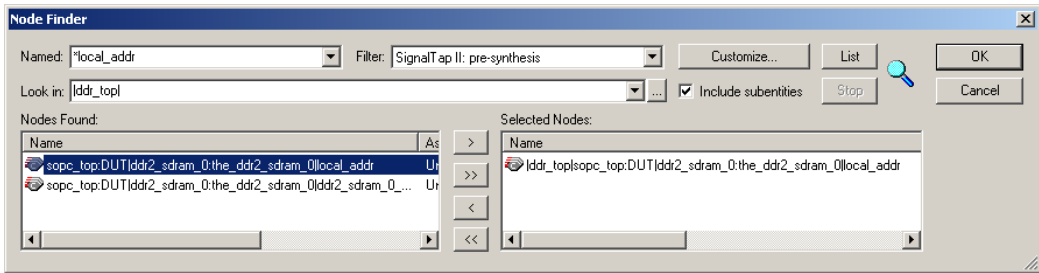 Node Finder
Named: *local_addr Filter: SignalTap II: pre-synthesis Customize... List OK
Look in: |ddr_top| ... Include subentities Stop Cancel
Nodes Found: Selected Nodes:
Name As Name
sopc_top:DUT|ddr2_sdram_0:the_ddr2_sdram_0|local_addr Un > |ddr_top|sopc_top:DUT|ddr2_sdram_0:the_ddr2_sdram_0|local_addr
sopc_top:DUT|ddr2_sdram_0:the_ddr2_sdram_0|ddr2_sdram_0_... Un >>
<
<<